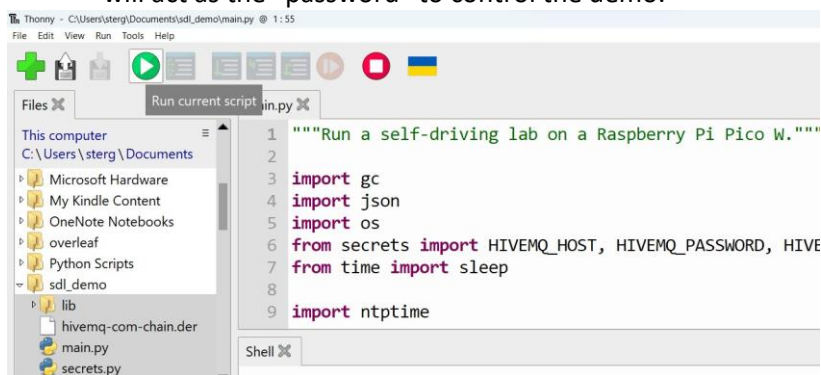 will act as the "password" to control the demo.
Thonny - C:\Users\sterg\Documents\sdl_demo\main.py @ 1:55
File Edit View Run Tools Help
Run current script
Files
in.py
This computer
C:\Users\sterg\Documents
Microsoft Hardware
My Kindle Content
OneNote Notebooks
overleaf
Python Scripts
sdl_demo
lib
hivemq-com-chain.der
main.py
secrets.py
1 """Run a self-driving lab on a Raspberry Pi Pico W."""
2
3 import gc
4 import json
5 import os
6 from secrets import HIVEMQ_HOST, HIVEMQ_PASSWORD, HIVE
7 from time import sleep
8
9 import ntptime
Shell